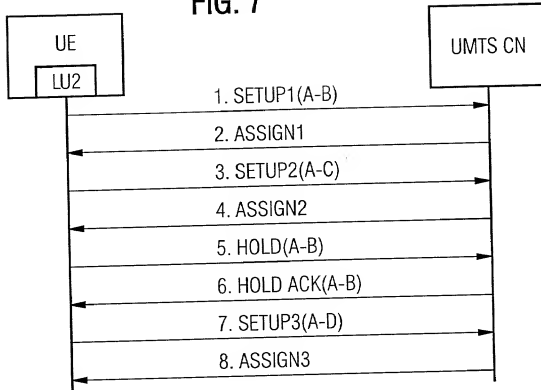 FIG. 7
UE
LU2
UMTS CN
1. SETUP1(A-B)
2. ASSIGN1
3. SETUP2(A-C)
4. ASSIGN2
5. HOLD(A-B)
6. HOLD ACK(A-B)
7. SETUP3(A-D)
8. ASSIGN3